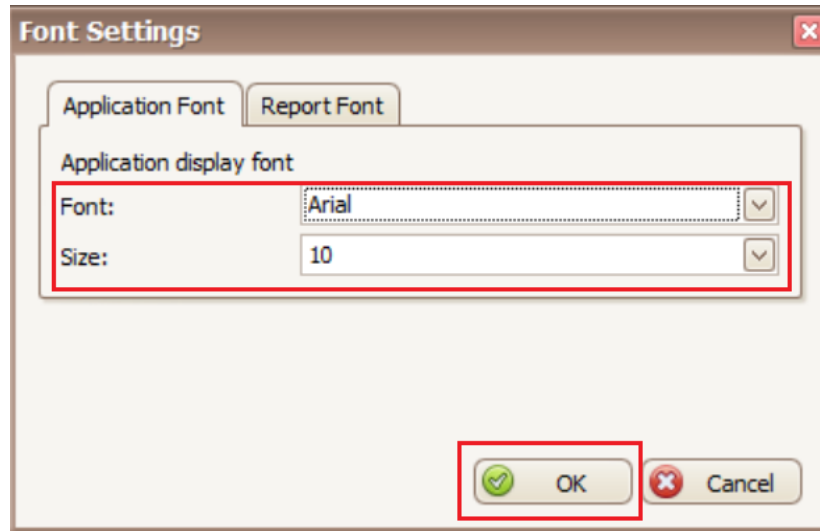 Font Settings
Application Font Report Font
Application display font
Font: Arial
Size: 10
OK Cancel